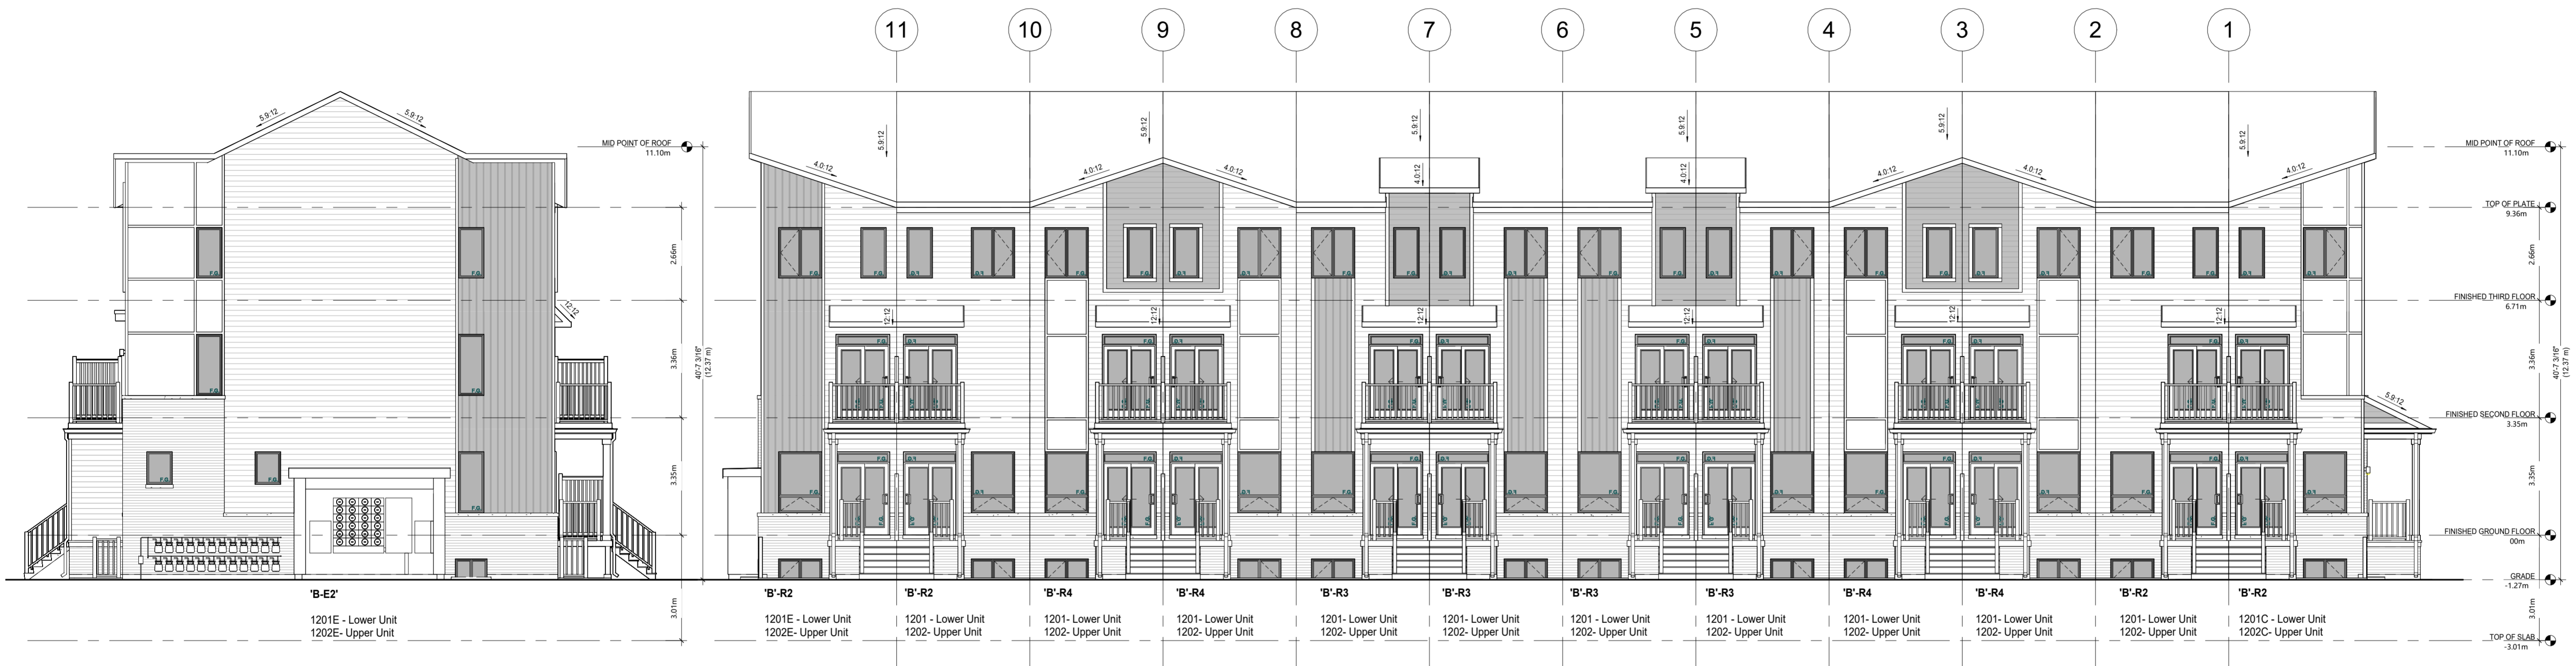 11
10
9
8
7
6
5
4
3
2
1
5.9:12
5.9:12
MID POINT OF ROOF
11.10m
5.9:12
5.9:12
5.9:12
5.9:12
5.9:12
5.9:12
MID POINT OF ROOF
11.10m
4.0:12
4.0:12
4.0:12
4.0:12
4.0:12
4.0:12
4.0:12
4.0:12
TOP OF PLATE
9.36m
2.66m
2.66m
FINISHED THIRD FLOOR
6.71m
12:12
12:12
12:12
12:12
12:12
12:12
12:12
3.36m
40'-7 3/16"
(12.37 m)
3.36m
40'-7 3/16"
(12.37 m)
5.9:12
FINISHED SECOND FLOOR
3.35m
3.35m
3.35m
F.G.
F.G.
F.G.
F.G.
F.G.
F.G.
F.G.
FINISHED GROUND FLOOR
00m
GRADE
-1.27m
'B-E2'
'B'-R2
'B'-R2
'B'-R4
'B'-R4
'B'-R3
'B'-R3
'B'-R3
'B'-R3
'B'-R4
'B'-R4
'B'-R2
'B'-R2
3.01m
3.01m
1201E - Lower Unit
1202E- Upper Unit
1201E - Lower Unit
1202E- Upper Unit
1201 - Lower Unit
1202- Upper Unit
1201- Lower Unit
1202- Upper Unit
1201- Lower Unit
1202- Upper Unit
1201- Lower Unit
1202- Upper Unit
1201- Lower Unit
1202- Upper Unit
1201 - Lower Unit
1202- Upper Unit
1201 - Lower Unit
1202- Upper Unit
1201- Lower Unit
1202- Upper Unit
1201- Lower Unit
1202- Upper Unit
1201- Lower Unit
1202- Upper Unit
1201C - Lower Unit
1202C- Upper Unit
TOP OF SLAB
-3.01m